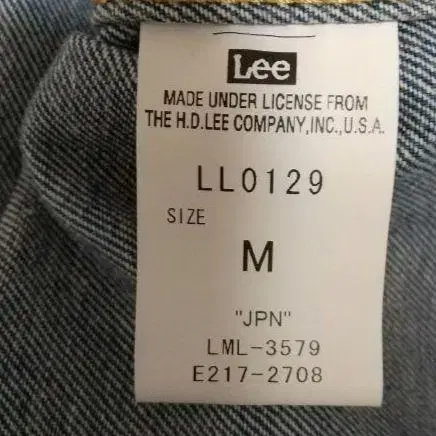 Lee
MADE UNDER LICENSE FROM
THE H.D.LEE COMPANY,INC.,U.S.A.
LL0129
SIZE
M
"JPN"
LML-3579
E217-2708